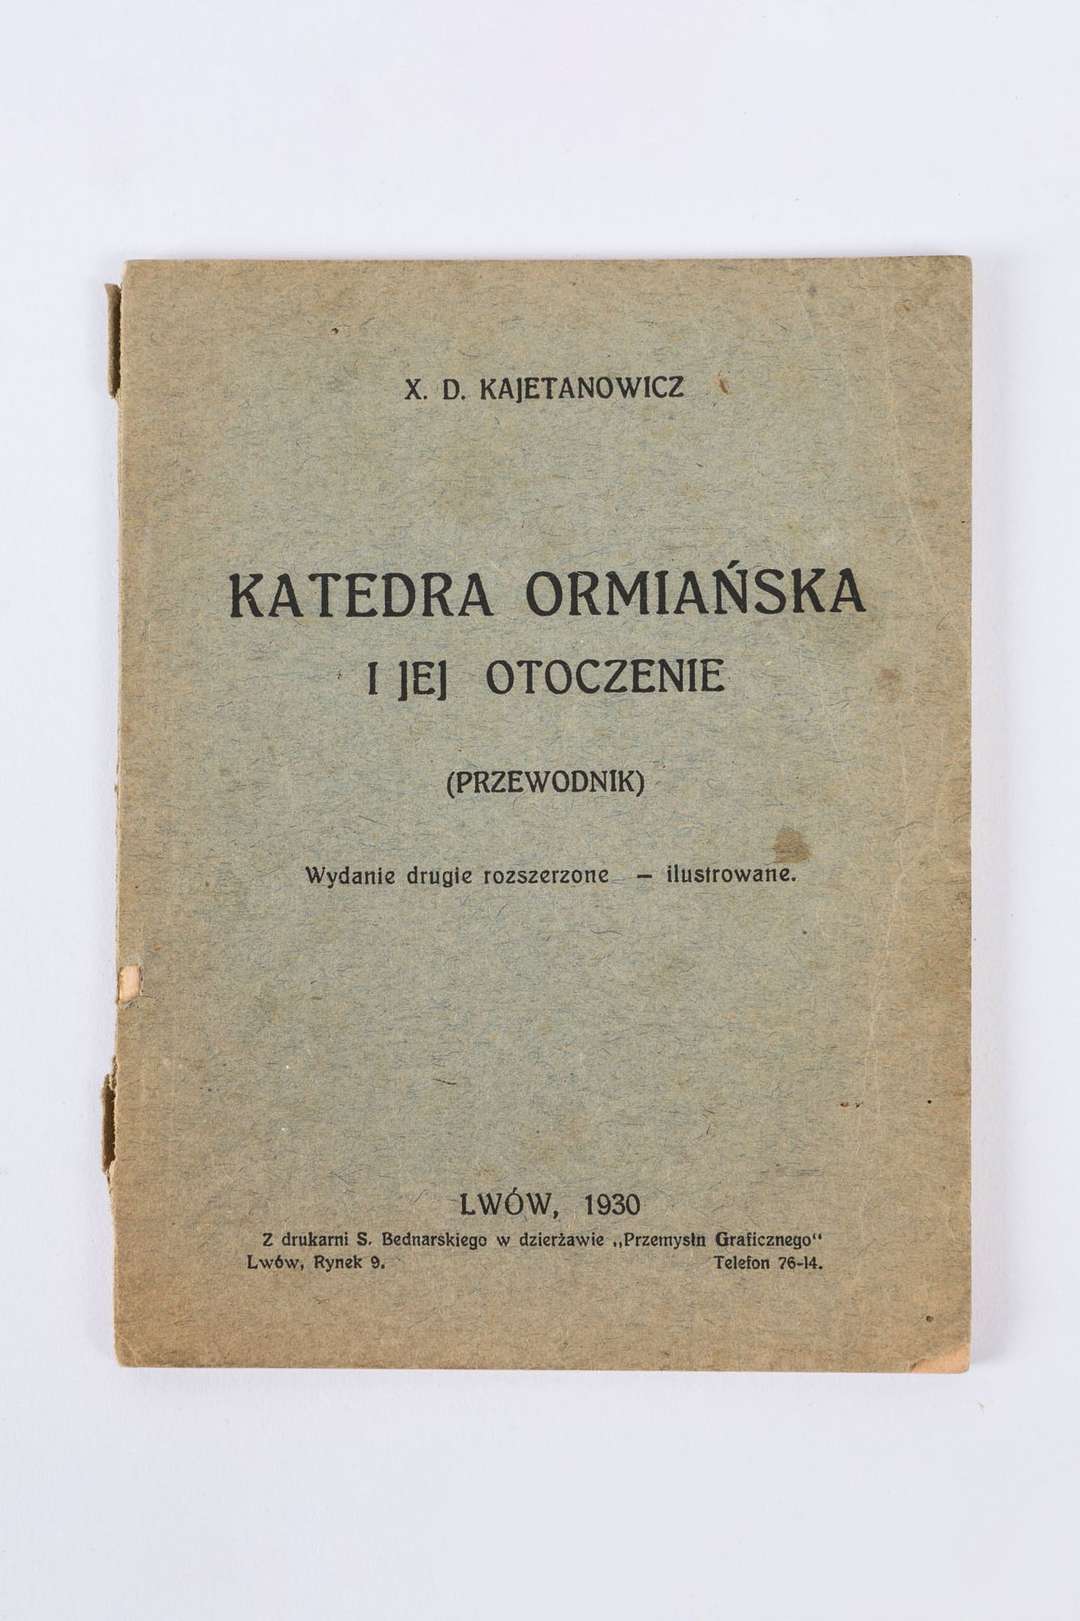 X. D. KAJETANOWICZ
KATEDRA ORMIAŃSKA
I JEJ OTOCZENIE
(PRZEWODNIK)
Wydanie drugie rozszerzone – ilustrowane.
LWÓW, 1930
Z drukarni S. Bednarskiego w dzierżawie „Przemysłn Graficznego“
Lwów, Rynek 9. Telefon 76-14.